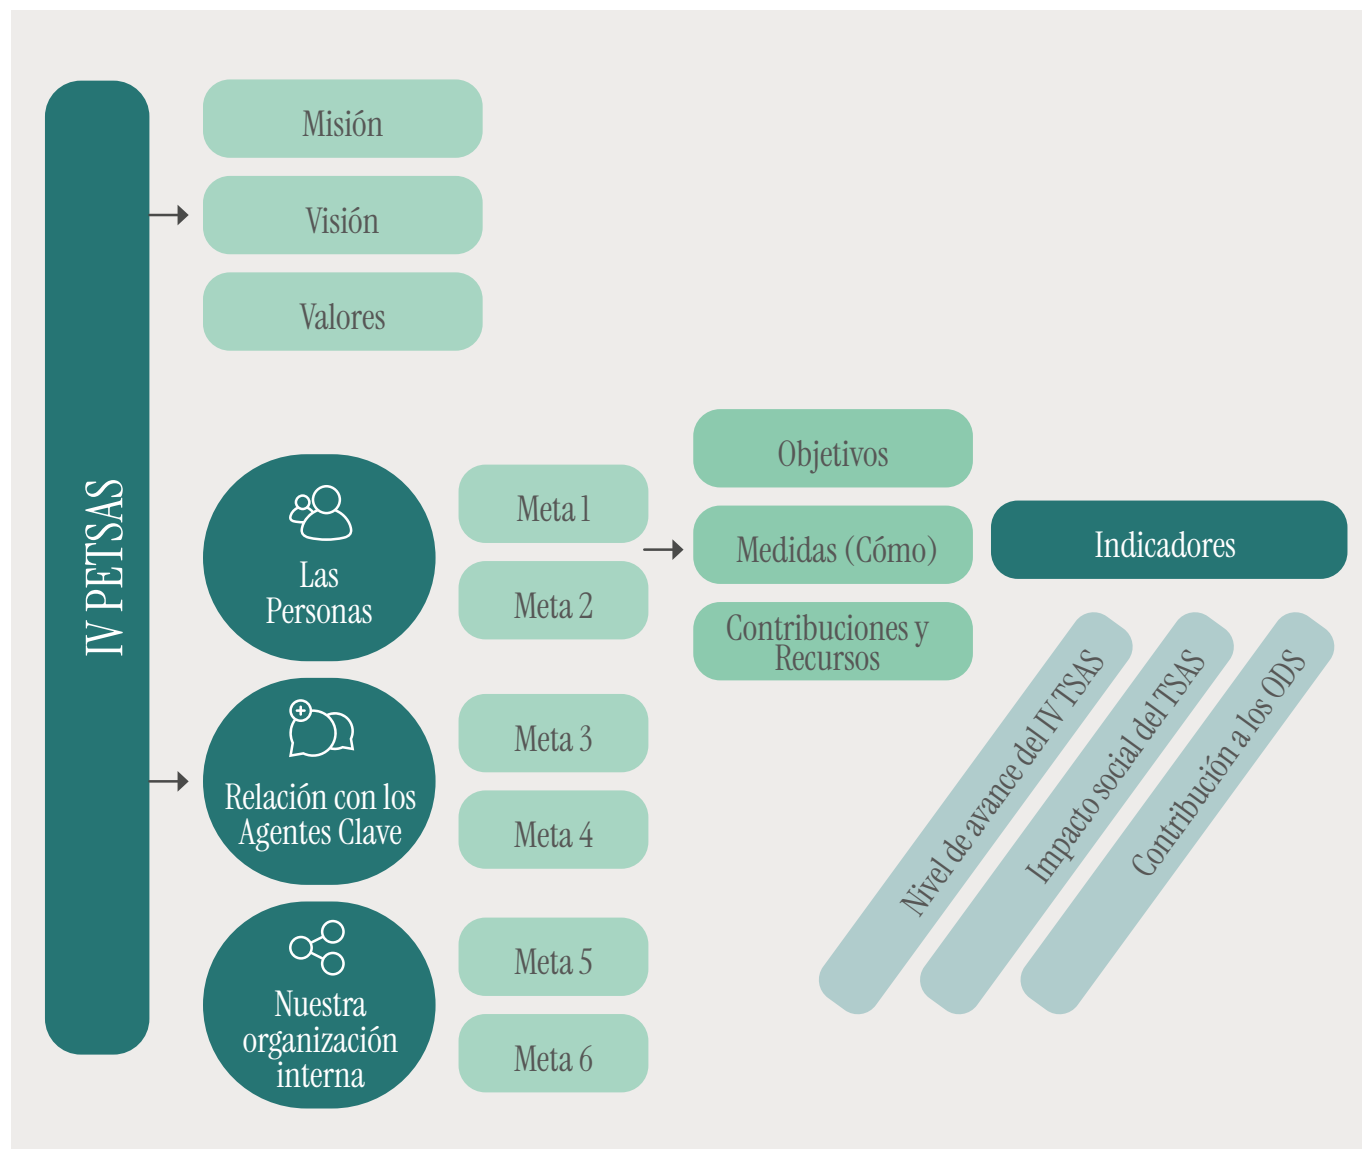 IV PETSAS
Misión
Visión
Valores
Las
Personas
Meta 1
Meta 2
Objetivos
Medidas (Cómo)
Contribuciones y
Recursos
Indicadores
Nivel de avance del IV TSAS
Impacto social del TSAS
Contribución a los ODS
Relación con los
Agentes Clave
Meta 3
Meta 4
Nuestra
organización
interna
Meta 5
Meta 6